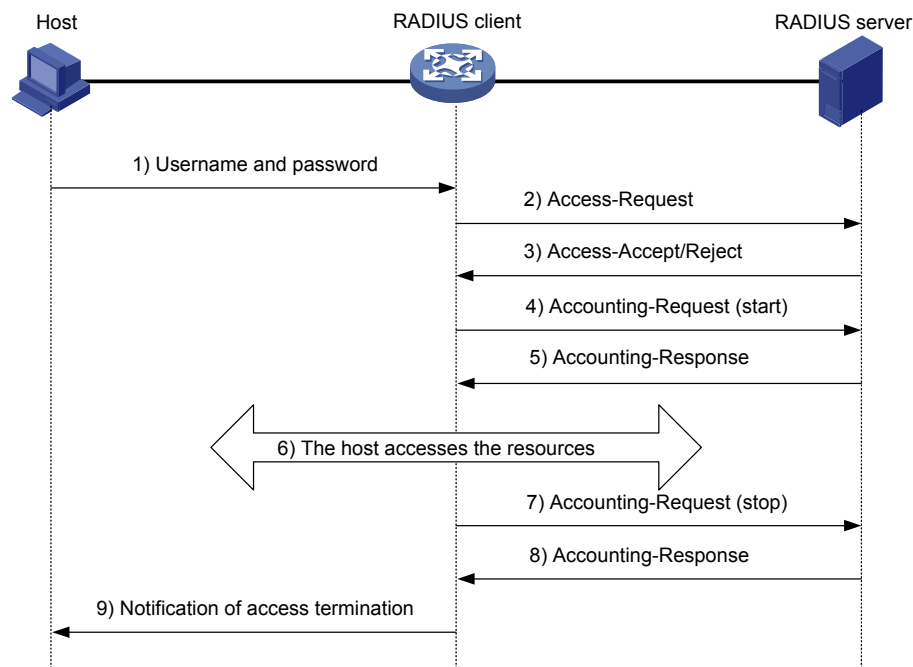 Host
RADIUS client
RADIUS server
1) Username and password
2) Access-Request
3) Access-Accept/Reject
4) Accounting-Request (start)
5) Accounting-Response
6) The host accesses the resources
7) Accounting-Request (stop)
8) Accounting-Response
9) Notification of access termination